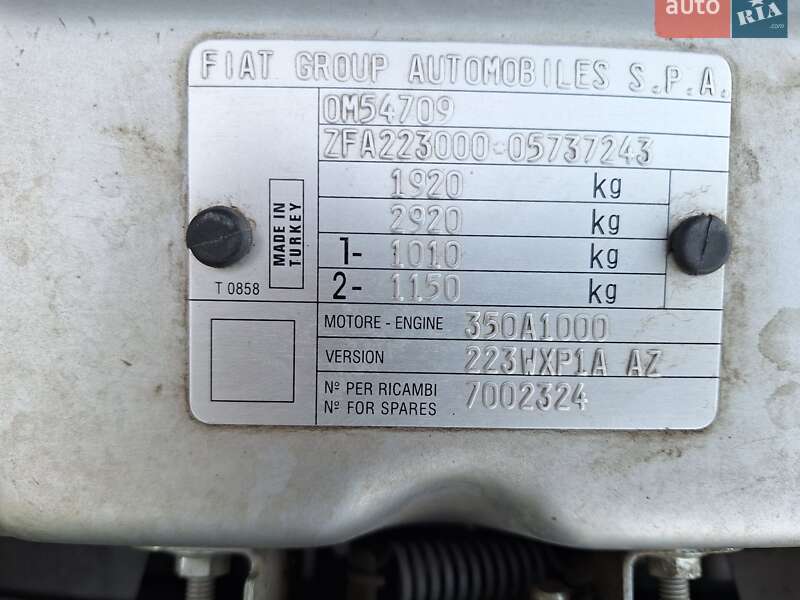 auto
RIA
.com
FIAT GROUP AUTOMOBILES S.P.A.
OM54709
ZFA223000-05737243
1920 kg
2920 kg
1- 1010 kg
2- 1150 kg
MADE IN
TURKEY
T 0858
MOTORE - ENGINE 350A1000
VERSION 223WXP1A AZ
Nº PER RICAMBI
Nº FOR SPARES 7002324